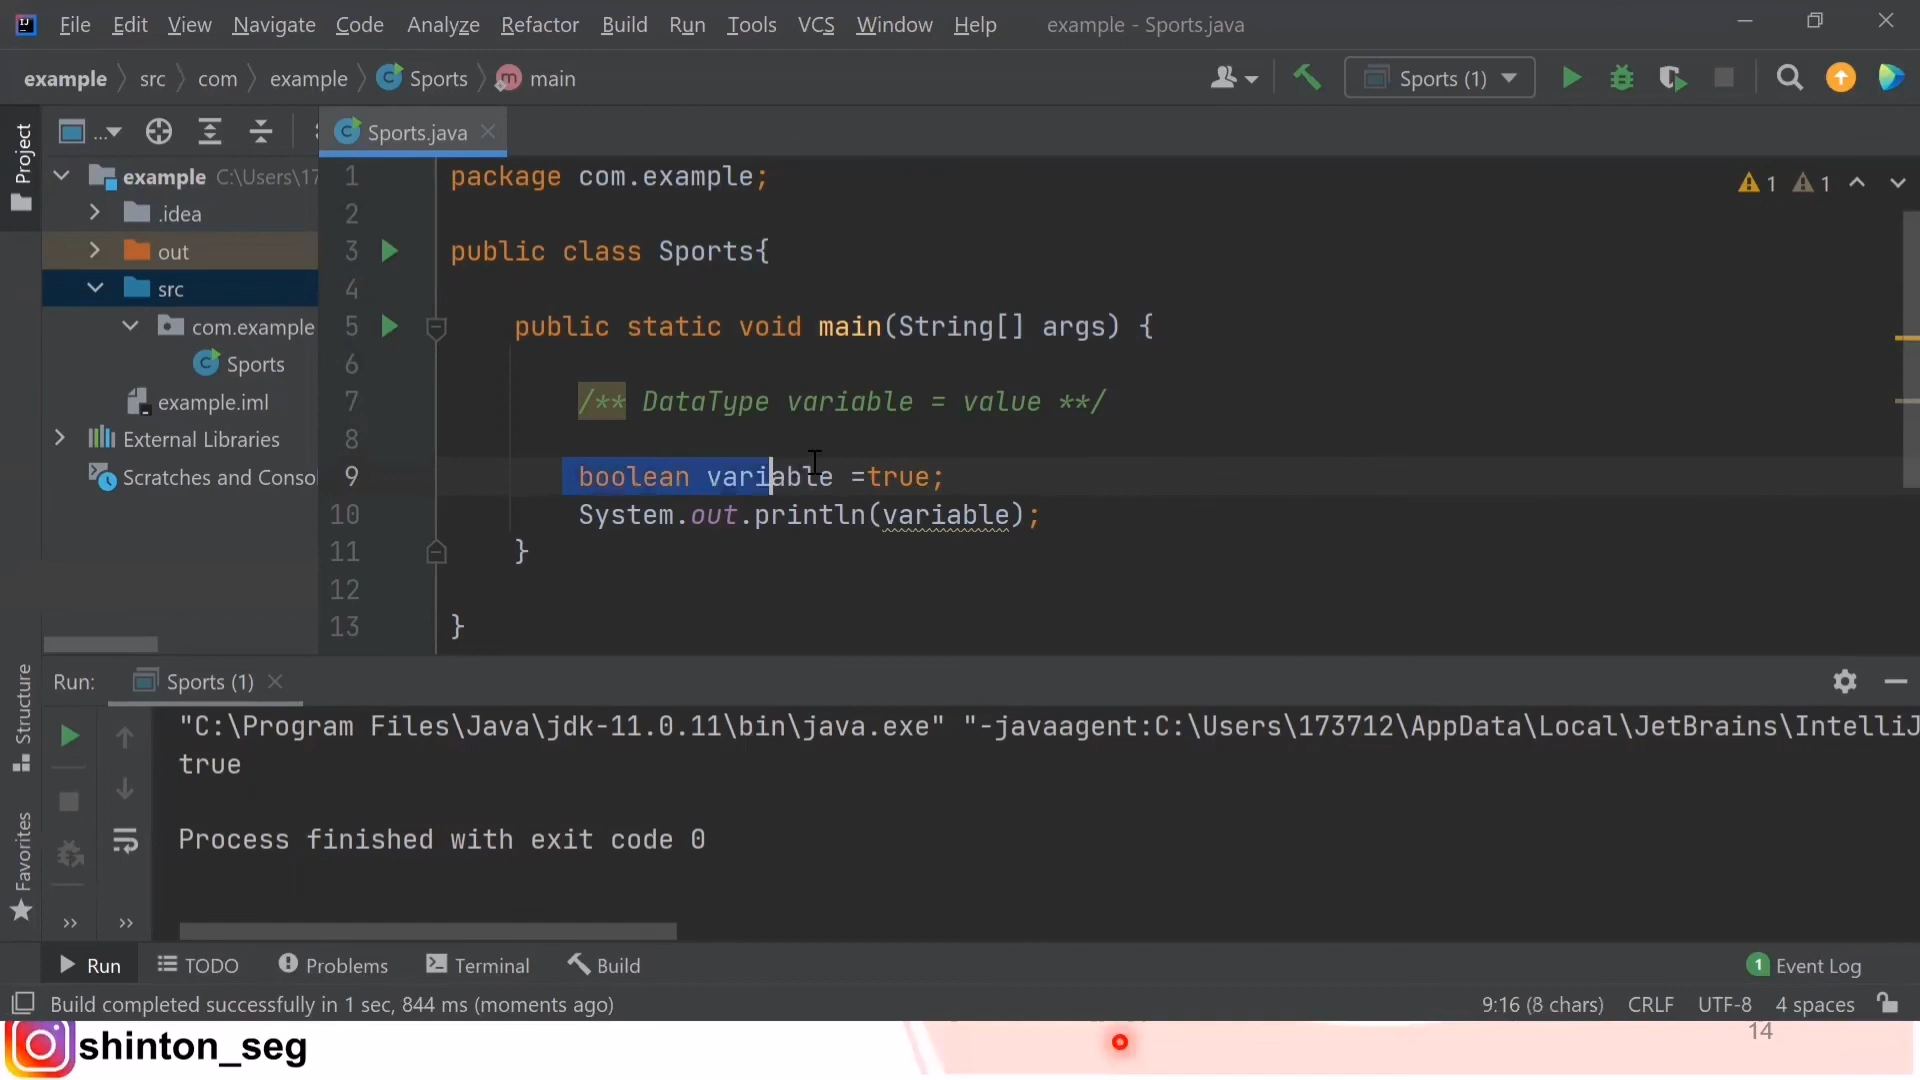 File Edit View Navigate Code Analyze Refactor Build Run Tools VCS Window Help example - Sports.java
example src com example Sports main Sports (1)
Project
... Sports.java
example C:\Users\17
.idea
out
src
com.example
Sports
example.iml
External Libraries
Scratches and Conso
1 package com.example;
2
3 public class Sports{
4
5 public static void main(String[] args) {
6
7 /** DataType variable = value **/
8
9 boolean variable =true;
10 System.out.println(variable);
11 }
12
13 }
1 1
Structure
Favorites
Run: Sports (1)
"C:\Program Files\Java\jdk-11.0.11\bin\java.exe" "-javaagent:C:\Users\173712\AppData\Local\JetBrains\IntelliJ
true
Process finished with exit code 0
Run TODO Problems Terminal Build 1 Event Log
Build completed successfully in 1 sec, 844 ms (moments ago) 9:16 (8 chars) CRLF UTF-8 4 spaces
shinton_seg
14